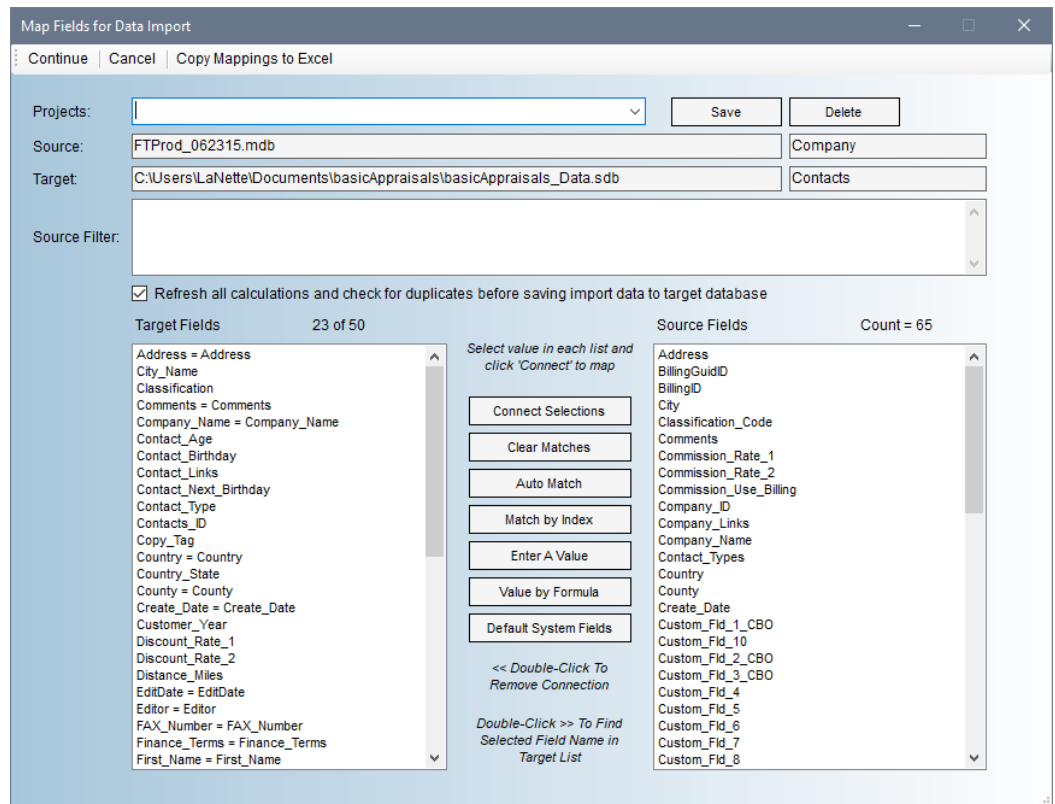 Map Fields for Data Import
Continue Cancel Copy Mappings to Excel
Projects: Save Delete
Source: FTProd_062315.mdb Company
Target: C:\Users\LaNette\Documents\basicAppraisals\basicAppraisals_Data.sdb Contacts
Source Filter:
Refresh all calculations and check for duplicates before saving import data to target database
Target Fields 23 of 50
Address = Address
City_Name
Classification
Comments = Comments
Company_Name = Company_Name
Contact_Age
Contact_Birthday
Contact_Links
Contact_Next_Birthday
Contact_Type
Contacts_ID
Copy_Tag
Country = Country
Country_State
County = County
Create_Date = Create_Date
Customer_Year
Discount_Rate_1
Discount_Rate_2
Distance_Miles
EditDate = EditDate
Editor = Editor
FAX_Number = FAX_Number
Finance_Terms = Finance_Terms
First_Name = First_Name
Select value in each list and
click 'Connect' to map
Connect Selections
Clear Matches
Auto Match
Match by Index
Enter A Value
Value by Formula
Default System Fields
<< Double-Click To
Remove Connection
Double-Click >> To Find
Selected Field Name in
Target List
Source Fields Count = 65
Address
BillingGuidID
BillingID
City
Classification_Code
Comments
Commission_Rate_1
Commission_Rate_2
Commission_Use_Billing
Company_ID
Company_Links
Company_Name
Contact_Types
Country
County
Create_Date
Custom_Fld_1_CBO
Custom_Fld_10
Custom_Fld_2_CBO
Custom_Fld_3_CBO
Custom_Fld_4
Custom_Fld_5
Custom_Fld_6
Custom_Fld_7
Custom_Fld_8